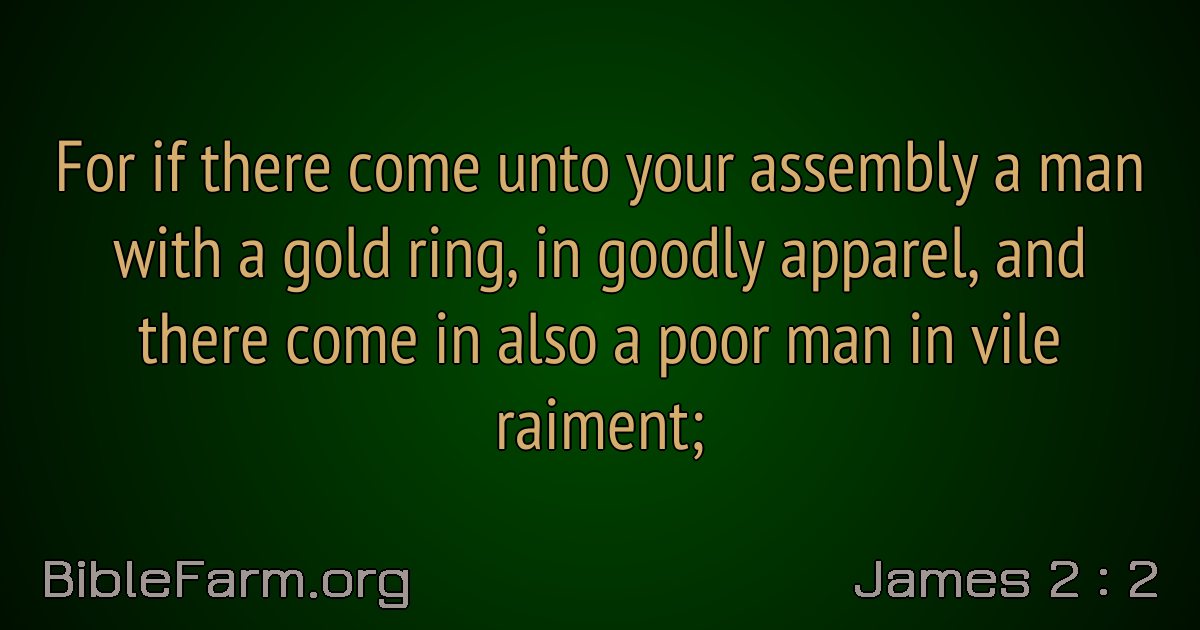 For if there come unto your assembly a man
with a gold ring, in goodly apparel, and
there come in also a poor man in vile
raiment;
BibleFarm.org
James 2 : 2